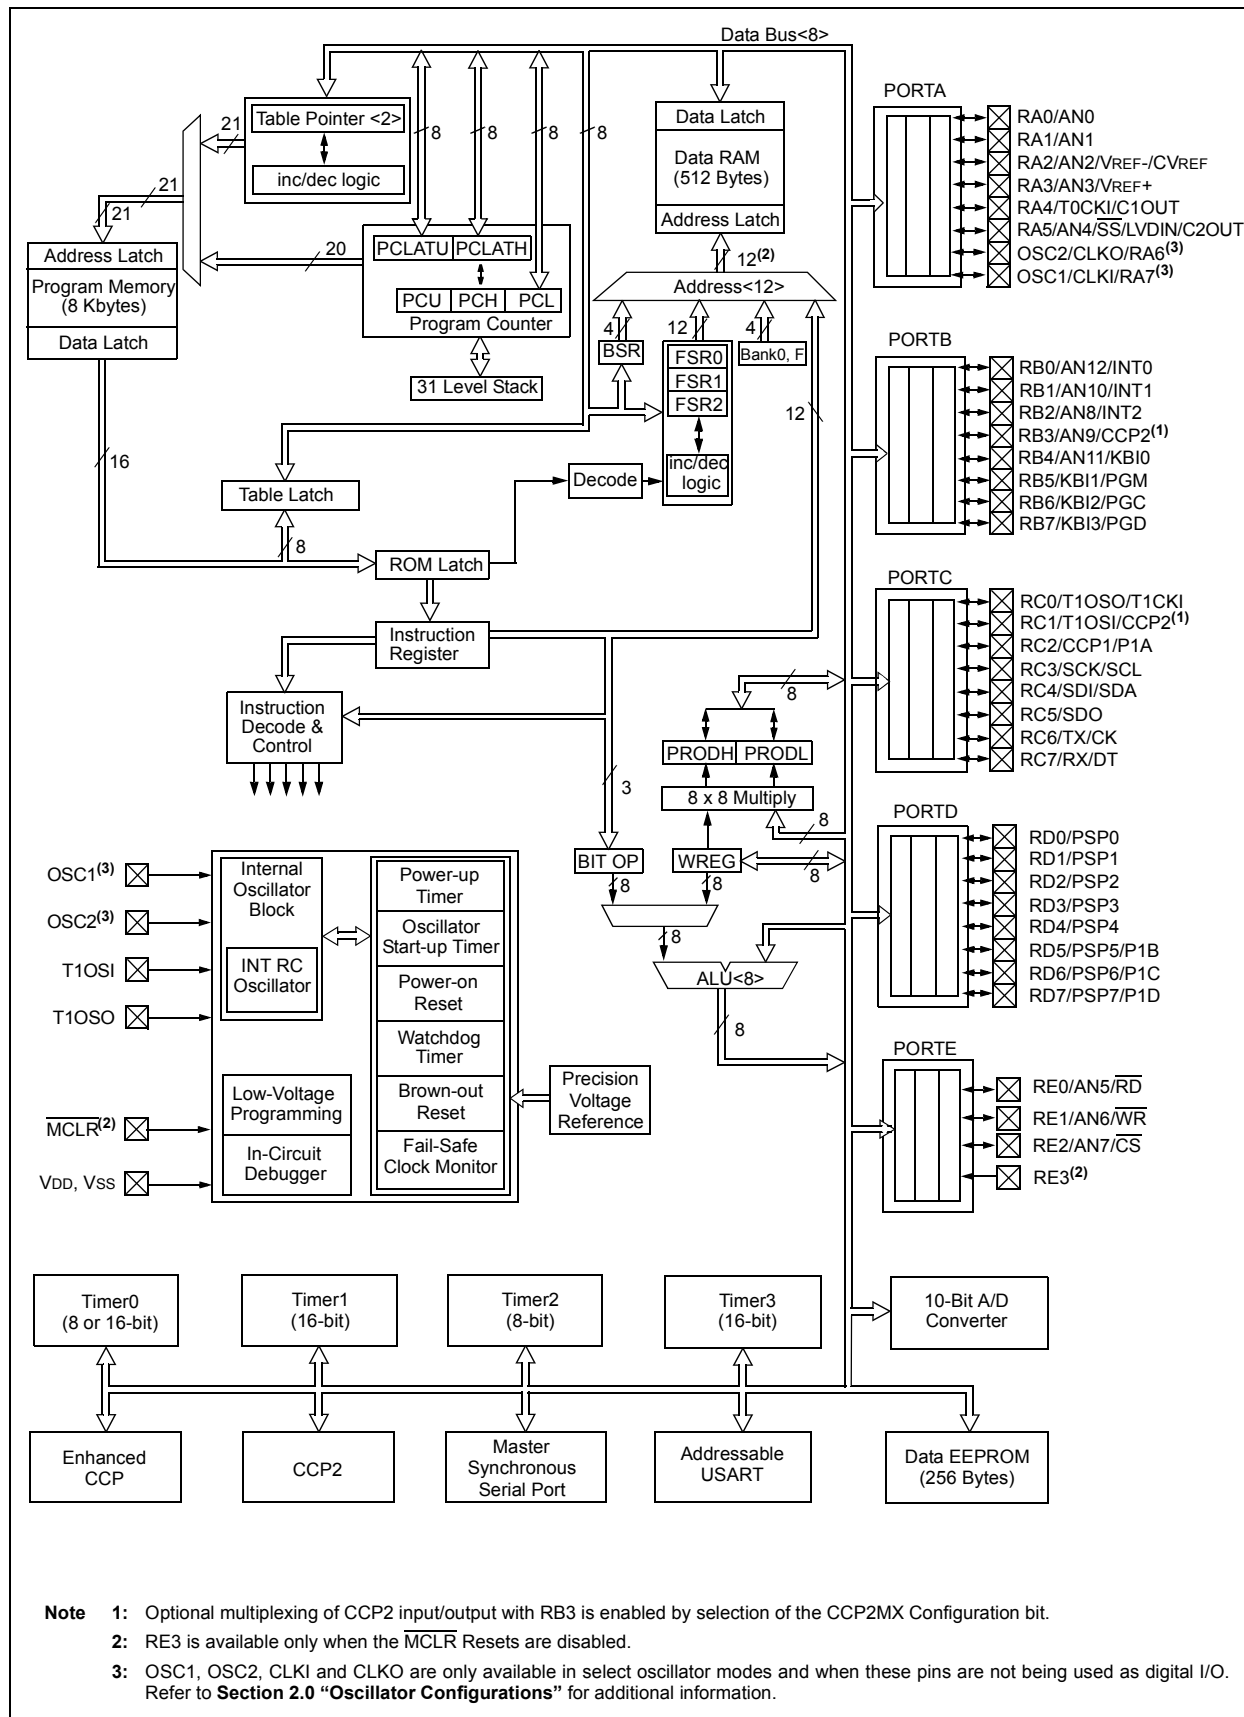 Data Bus<8>
PORTA
Table Pointer <2>
inc/dec logic
21
21
21
8
8
8
8
Data Latch
Data RAM
(512 Bytes)
Address Latch
RA0/AN0
RA1/AN1
RA2/AN2/VREF-/CVREF
RA3/AN3/VREF+
RA4/T0CKI/C1OUT
RA5/AN4/SS/LVDIN/C2OUT
OSC2/CLKO/RA6(3)
OSC1/CLKI/RA7(3)
Address Latch
Program Memory
(8 Kbytes)
Data Latch
20
PCLATU PCLATH
PCU PCH PCL
Program Counter
31 Level Stack
12(2)
Address<12>
4
12
4
BSR
FSR0
FSR1
FSR2
inc/dec
logic
Bank0, F
12
PORTB
RB0/AN12/INT0
RB1/AN10/INT1
RB2/AN8/INT2
RB3/AN9/CCP2(1)
RB4/AN11/KBI0
RB5/KBI1/PGM
RB6/KBI2/PGC
RB7/KBI3/PGD
16
Table Latch
8
Decode
ROM Latch
Instruction
Register
PORTC
RC0/T1OSO/T1CKI
RC1/T1OSI/CCP2(1)
RC2/CCP1/P1A
RC3/SCK/SCL
RC4/SDI/SDA
RC5/SDO
RC6/TX/CK
RC7/RX/DT
Instruction
Decode &
Control
8
PRODH PRODL
3
8 x 8 Multiply
8
BIT OP
WREG
8
8
8
8
ALU<8>
8
PORTD
RD0/PSP0
RD1/PSP1
RD2/PSP2
RD3/PSP3
RD4/PSP4
RD5/PSP5/P1B
RD6/PSP6/P1C
RD7/PSP7/P1D
OSC1(3)
OSC2(3)
T1OSI
T1OSO
MCLR(2)
VDD, VSS
Internal
Oscillator
Block
INT RC
Oscillator
Low-Voltage
Programming
In-Circuit
Debugger
Power-up
Timer
Oscillator
Start-up Timer
Power-on
Reset
Watchdog
Timer
Brown-out
Reset
Fail-Safe
Clock Monitor
Precision
Voltage
Reference
PORTE
RE0/AN5/RD
RE1/AN6/WR
RE2/AN7/CS
RE3(2)
Timer0
(8 or 16-bit)
Timer1
(16-bit)
Timer2
(8-bit)
Timer3
(16-bit)
10-Bit A/D
Converter
Enhanced
CCP
CCP2
Master
Synchronous
Serial Port
Addressable
USART
Data EEPROM
(256 Bytes)
Note 1: Optional multiplexing of CCP2 input/output with RB3 is enabled by selection of the CCP2MX Configuration bit.
2: RE3 is available only when the MCLR Resets are disabled.
3: OSC1, OSC2, CLKI and CLKO are only available in select oscillator modes and when these pins are not being used as digital I/O.
Refer to Section 2.0 “Oscillator Configurations” for additional information.